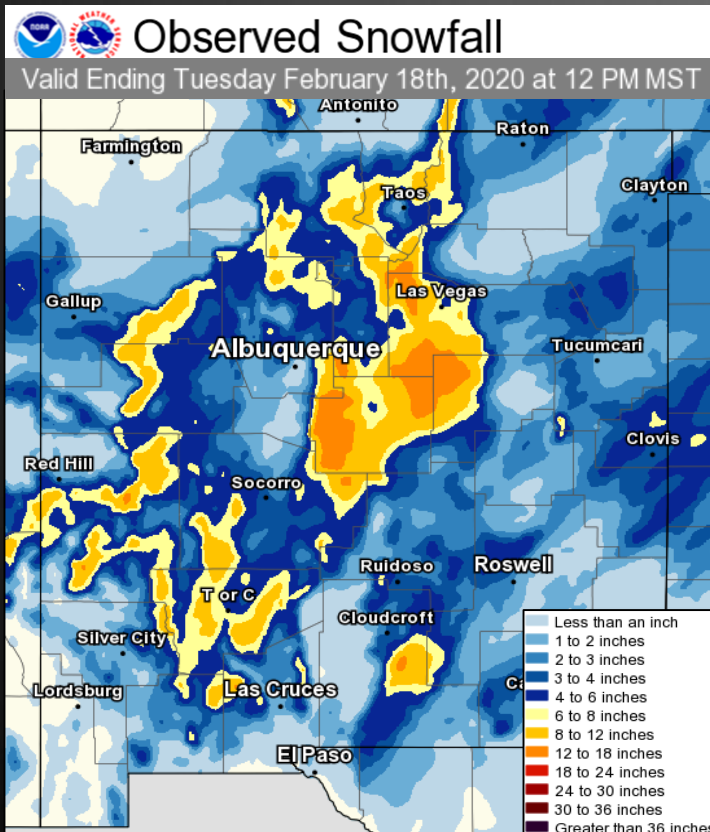 Observed Snowfall
Valid Ending Tuesday February 18th, 2020 at 12 PM MST
Antonito
Raton
Farmington
Clayton
Taos
Gallup
Las Vegas
Albuquerque
Tucumcari
Clovis
Red Hill
Socorro
Ruidoso
Roswell
T or C
Cloudcroft
Silver City
Lordsburg
Las Cruces
El Paso
Less than an inch
1 to 2 inches
2 to 3 inches
3 to 4 inches
4 to 6 inches
6 to 8 inches
8 to 12 inches
12 to 18 inches
18 to 24 inches
24 to 30 inches
30 to 36 inches
Greater than 36 inches